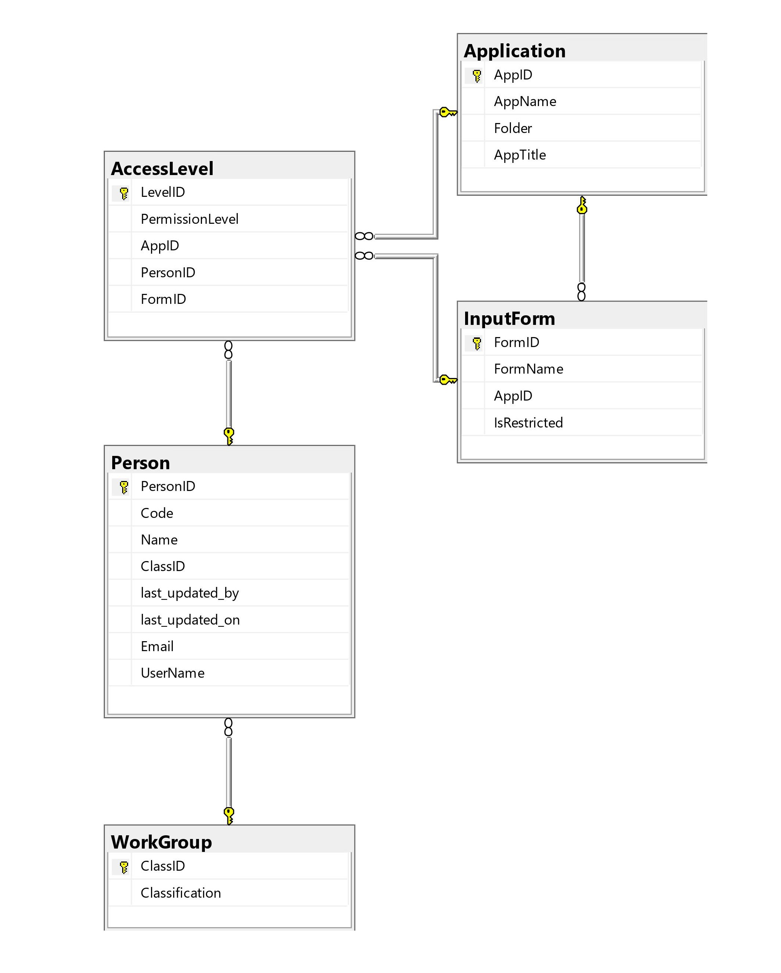 Application
AppID
AppName
Folder
AppTitle
AccessLevel
LevelID
PermissionLevel
AppID
PersonID
FormID
InputForm
FormID
FormName
AppID
IsRestricted
Person
PersonID
Code
Name
ClassID
last_updated_by
last_updated_on
Email
UserName
WorkGroup
ClassID
Classification